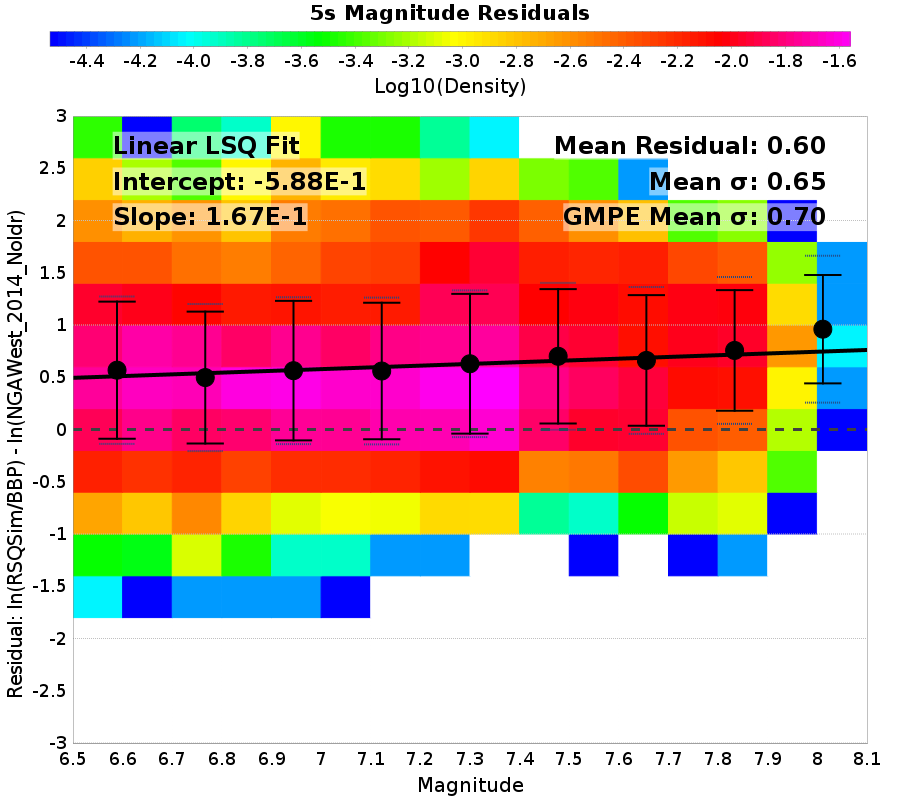 5s Magnitude Residuals
-4.4 -4.2 -4.0 -3.8 -3.6 -3.4 -3.2 -3.0 -2.8 -2.6 -2.4 -2.2 -2.0 -1.8 -1.6
Log10(Density)
Linear LSQ Fit
Intercept: -5.88E-1
Slope: 1.67E-1
Mean Residual: 0.60
Mean σ: 0.65
GMPE Mean σ: 0.70
Residual: ln(RSQSim/BBP) - ln(NGAWest_2014_NoIdr)
3
2.5
2
1.5
1
0.5
0
-0.5
-1
-1.5
-2
-2.5
-3
6.5 6.6 6.7 6.8 6.9 7 7.1 7.2 7.3 7.4 7.5 7.6 7.7 7.8 7.9 8 8.1
Magnitude